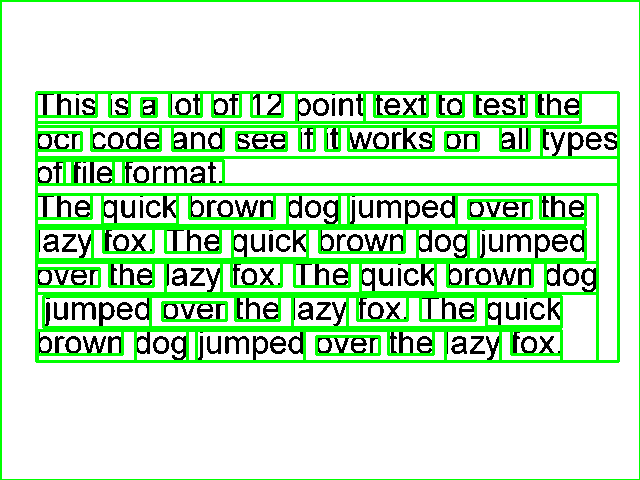 This is a lot of 12 point text to test the
ocr code and see if it works on all types
of file format.
The quick brown dog jumped over the
lazy fox. The quick brown dog jumped
over the lazy fox. The quick brown dog
jumped over the lazy fox. The quick
brown dog jumped over the lazy fox.